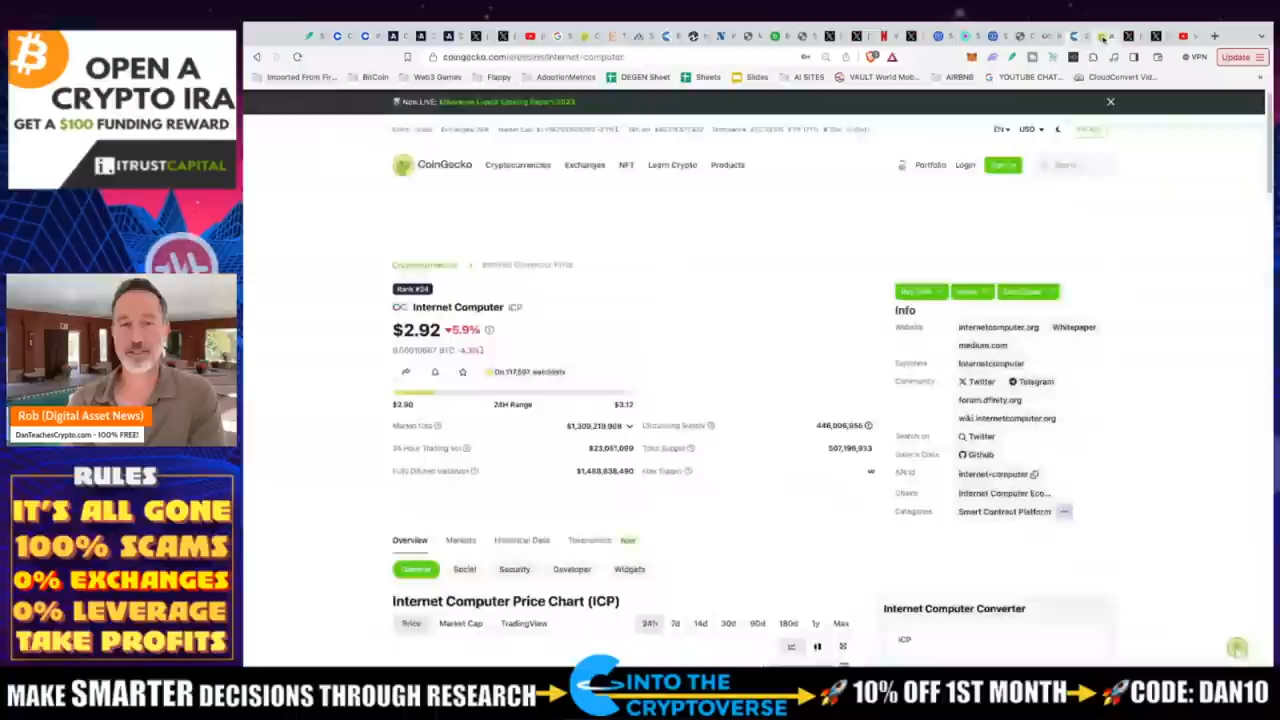 OPEN A
CRYPTO IRA
GET A $100 FUNDING REWARD
iTRUSTCAPITAL
Rob (Digital Asset News)
DanTeachesCrypto.com - 100% FREE!
RULES
IT'S ALL GONE
100% SCAMS
0% EXCHANGES
0% LEVERAGE
TAKE PROFITS
coingecko.com/en/coins/internet-computer
VPN
Update
Imported From...
BitCoin
Web3 Games
Flappy
AdoptionMetrics
DEGEN Sheet
Sheets
Slides
AI SITES
VAULT World Mob...
AIRBNB
YOUTUBE CHAT...
CloudConvert Vid...
Now LIVE:
EN
USD
CoinGecko
Cryptocurrencies
Exchanges
NFT
Learn Crypto
Products
Portfolio
Login
Rank #34
Internet Computer ICP
$2.92 5.9%
On 117,597 watchlists
$2.90
24H Range
$3.12
Market Cap
$1,309,219,908
Circulating Supply
446,006,956
24 Hour Trading Vol
$23,051,099
Total Supply
507,196,933
Fully Diluted Valuation
$1,488,838,490
Max Supply
∞
Info
Website
internetcomputer.org
Whitepaper
medium.com
Explorers
Internetcomputer
Community
Twitter
Telegram
forum.dfinity.org
wiki.internetcomputer.org
Search on
Twitter
Source Code
Github
API id
internet-computer
Chains
Internet Computer Eco...
Categories
Smart Contract Platform
Overview
Markets
Historical Data
Tokenomics
New
General
Social
Security
Developer
Widgets
Internet Computer Price Chart (ICP)
Price
Market Cap
TradingView
24h
7d
14d
30d
90d
180d
1y
Max
Internet Computer Converter
ICP
MAKE SMARTER DECISIONS THROUGH RESEARCH
INTO THE
CRYPTOVERSE
10% OFF 1ST MONTH
CODE: DAN10